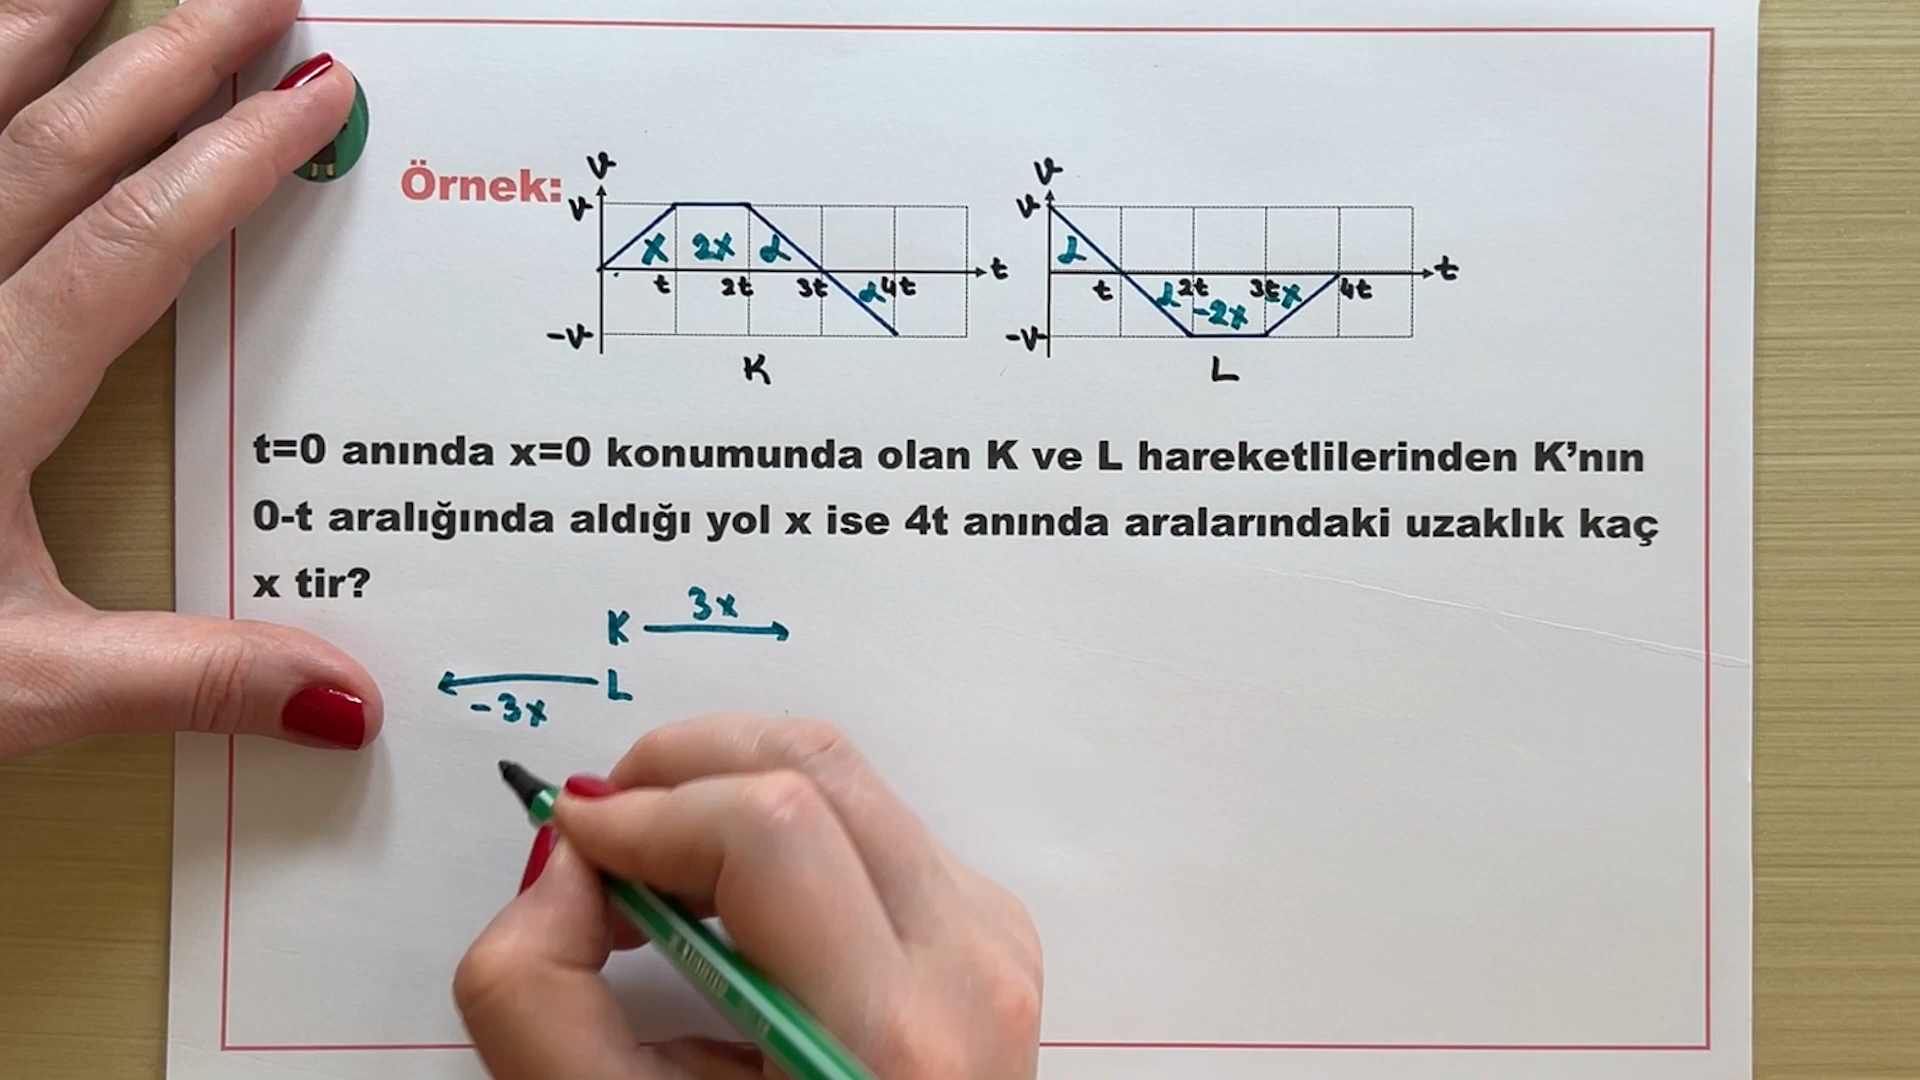 Örnek:
v
v
x 2x
t 2t 3t 4t t
-v
K
v
v
t 2t 3t 4t t
-2x -x
-v
L
t=0 anında x=0 konumunda olan K ve L hareketlilerinden K’nın
0-t aralığında aldığı yol x ise 4t anında aralarındaki uzaklık kaç
x tir?
K 3x
L
-3x